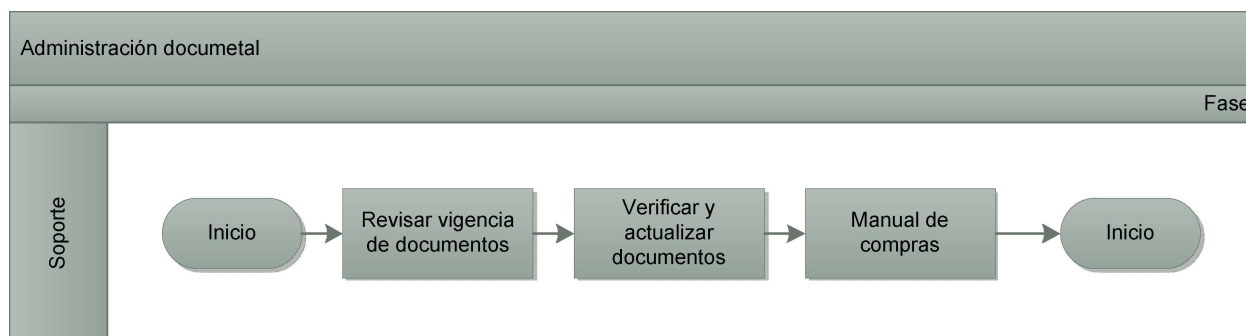 Administración documetal
Fase
Soporte
Inicio
Revisar vigencia
de documentos
Verificar y
actualizar
documentos
Manual de
compras
Inicio